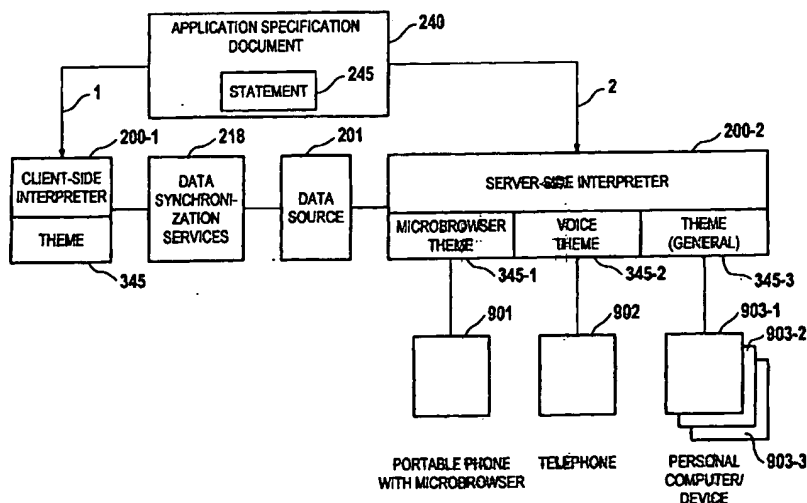 APPLICATION SPECIFICATION
DOCUMENT
240
STATEMENT
245
1
2
200-1
218
201
200-2
CLIENT-SIDE
INTERPRETER
THEME
345
DATA
SYNCHRONI-
ZATION
SERVICES
DATA
SOURCE
SERVER-SIDE INTERPRETER
MICROBROWSER
THEME
VOICE
THEME
THEME
(GENERAL)
345-1
345-2
345-3
901
902
903-1
903-2
903-3
PORTABLE PHONE
WITH MICROBROWSER
TELEPHONE
PERSONAL
COMPUTER/
DEVICE